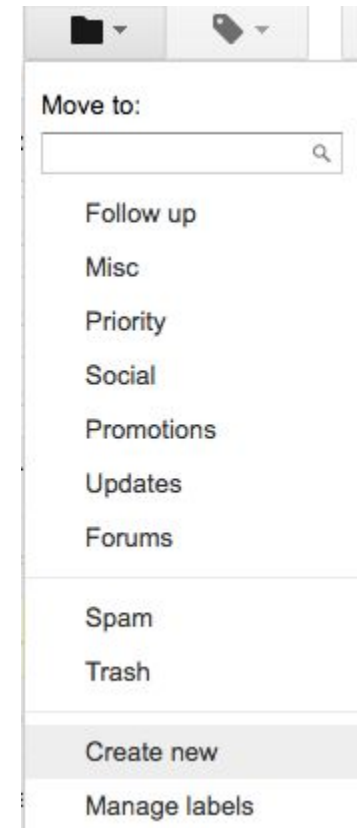 Move to:
Follow up
Misc
Priority
Social
Promotions
Updates
Forums
Spam
Trash
Create new
Manage labels